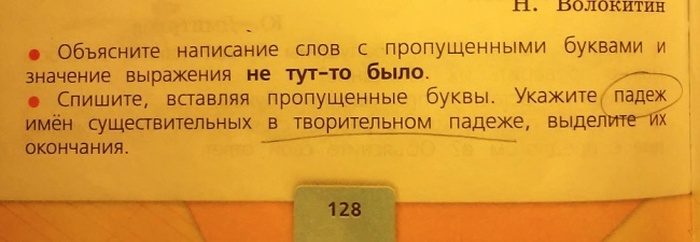 Н. Волокитин
• Объясните написание слов с пропущенными буквами и
значение выражения не тут-то было.
• Спишите, вставляя пропущенные буквы. Укажите падеж
имён существительных в творительном падеже, выделите их
окончания.
128